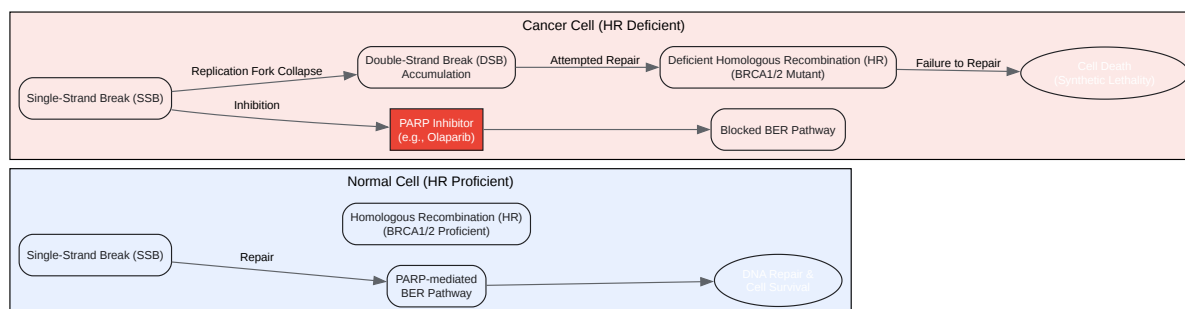 Cancer Cell (HR Deficient)
Single-Strand Break (SSB)
Replication Fork Collapse
Inhibition
Double-Strand Break (DSB)
Accumulation
Attempted Repair
Deficient Homologous Recombination (HR)
(BRCA1/2 Mutant)
Failure to Repair
Cell Death
(Synthetic Lethality)
PARP Inhibitor
(e.g., Olaparib)
Blocked BER Pathway
Normal Cell (HR Proficient)
Homologous Recombination (HR)
(BRCA1/2 Proficient)
Single-Strand Break (SSB)
Repair
PARP-mediated
BER Pathway
DNA Repair &
Cell Survival